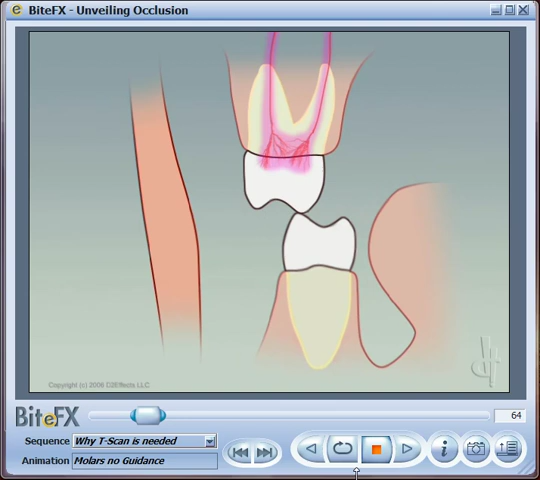 BiteFX - Unveiling Occlusion
Copyright (c) 2006 D2Effects LLC
BiteFX
64
Sequence Why T-Scan is needed
Animation Molars no Guidance